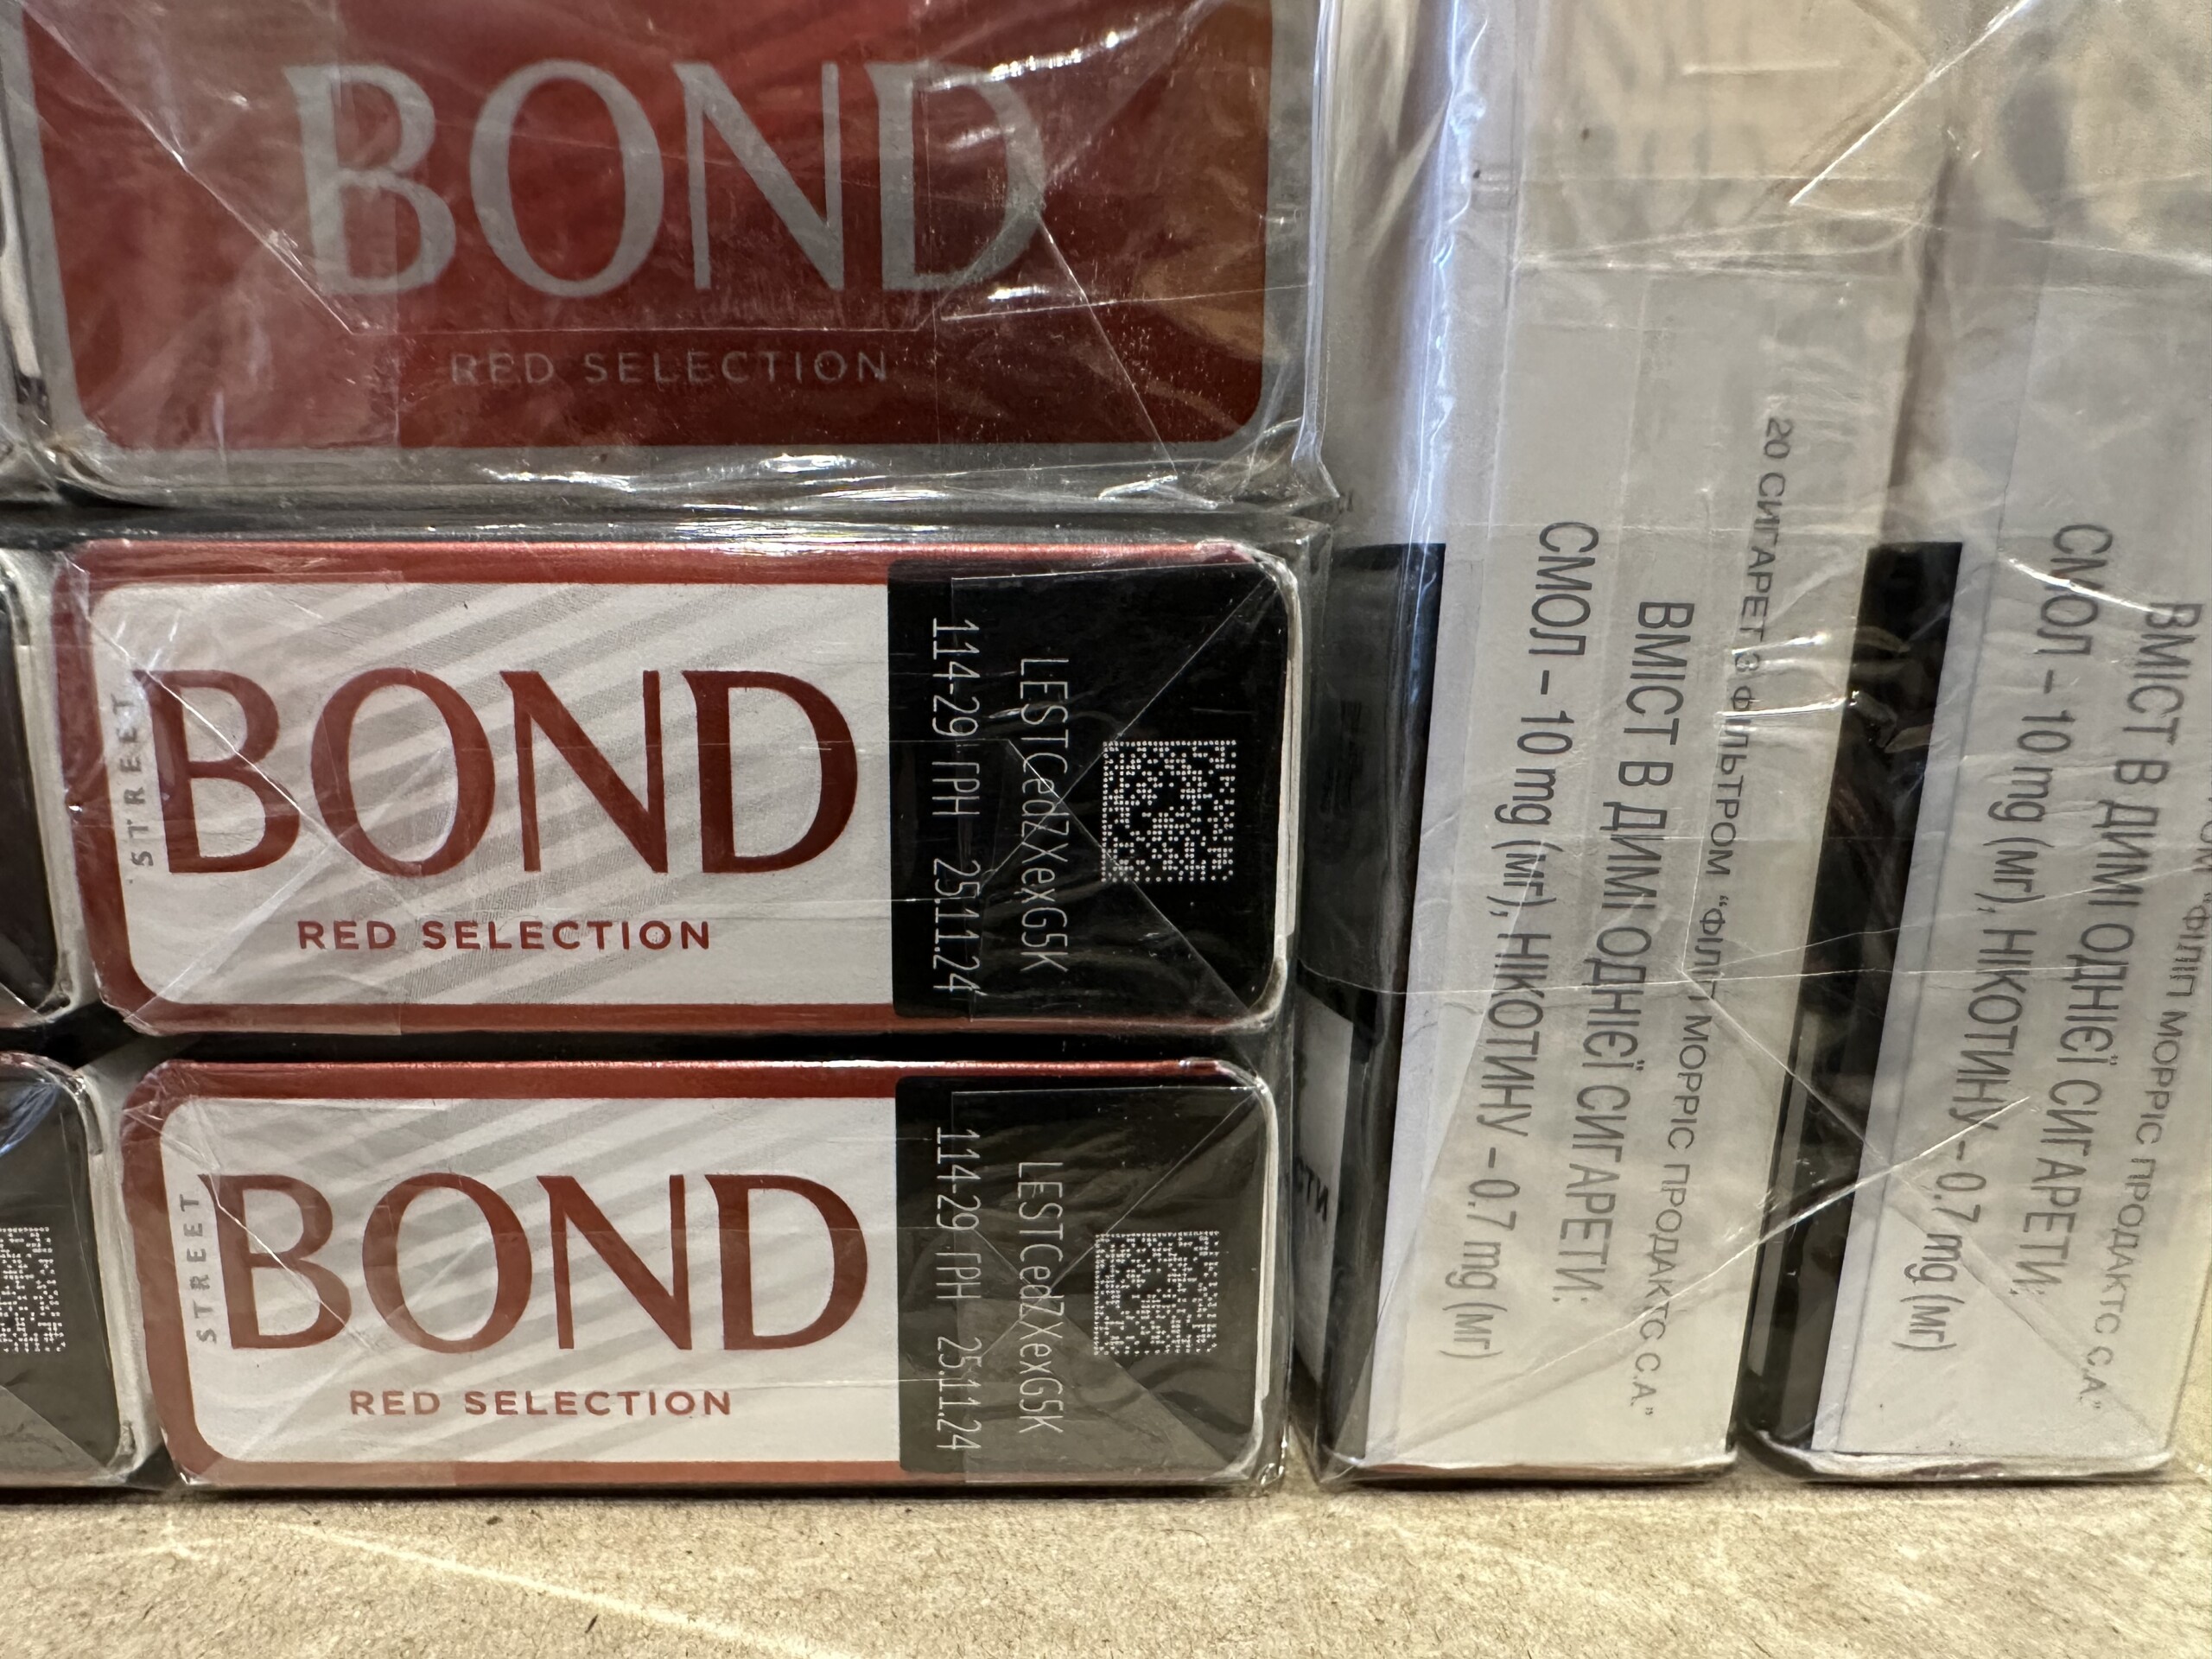 BOND
RED SELECTION
STREET
BOND
RED SELECTION
LESTCedZXexG5K
114-29 ГРН 25.11.24
STREET
BOND
RED SELECTION
LESTCedZXexG5K
114-29 ГРН 25.11.24
20 СИГАРЕТ З ФІЛЬТРОМ "ФІЛІП МОРРІС ПРОДАКТС С.А."
ВМІСТ В ДИМІ ОДНІЄЇ СИГАРЕТИ:
СМОЛ – 10 mg (мг), НІКОТИНУ – 0.7 mg (мг)
"ФІЛІП МОРРІС ПРОДАКТС С.А."
ВМІСТ В ДИМІ ОДНІЄЇ СИГАРЕТИ:
СМОЛ – 10 mg (мг), НІКОТИНУ – 0.7 mg (мг)